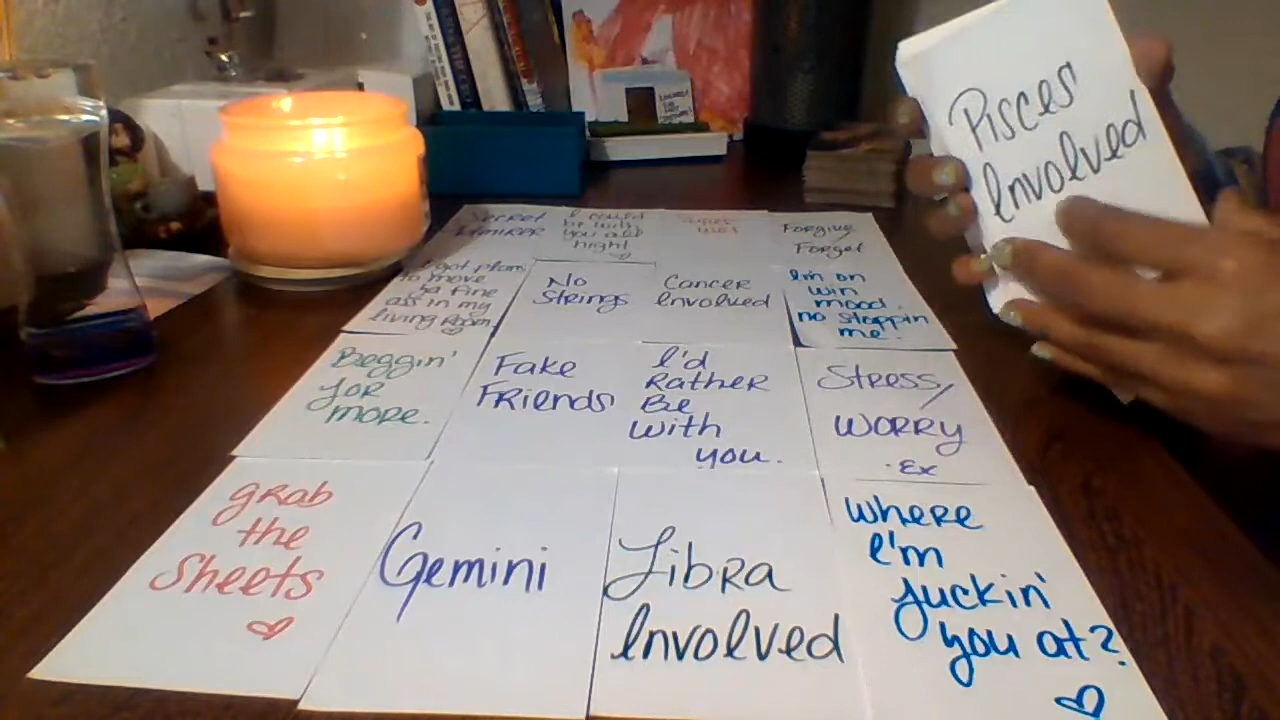 Pisces
Involved
Secret
Admirer
I could
be with
you all
night
Forgive/
Forget
I got plans
to move
ya fine
ass in my
living room.
No
Strings
Cancer
Involved
I'm on
win
mood.
no stoppin
me.
Beggin'
for
more.
Fake
Friends
I'd
Rather
Be
With
you.
Stress/
Worry
·Ex
Grab
the
Sheets
Gemini
Libra
Involved
Where
I'm
fuckin'
you at?